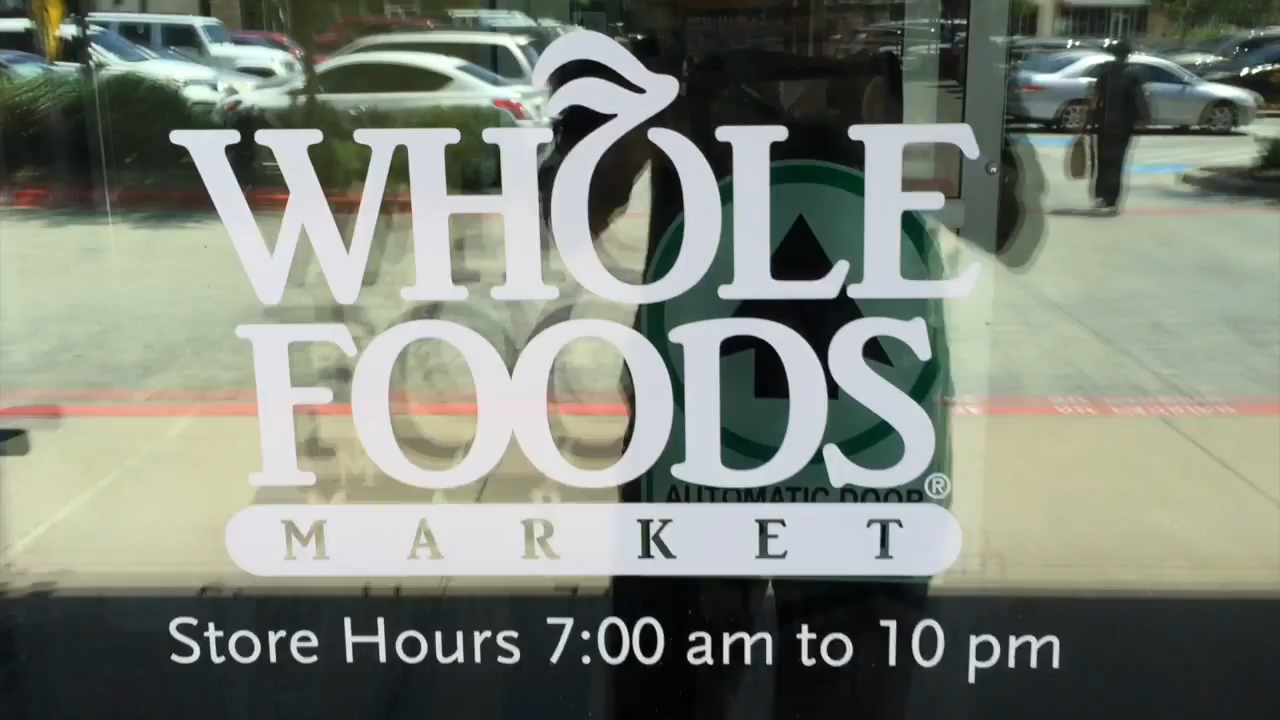 WHOLE
FOODS®
AUTOMATIC DOOR
MARKET
Store Hours 7:00 am to 10 pm